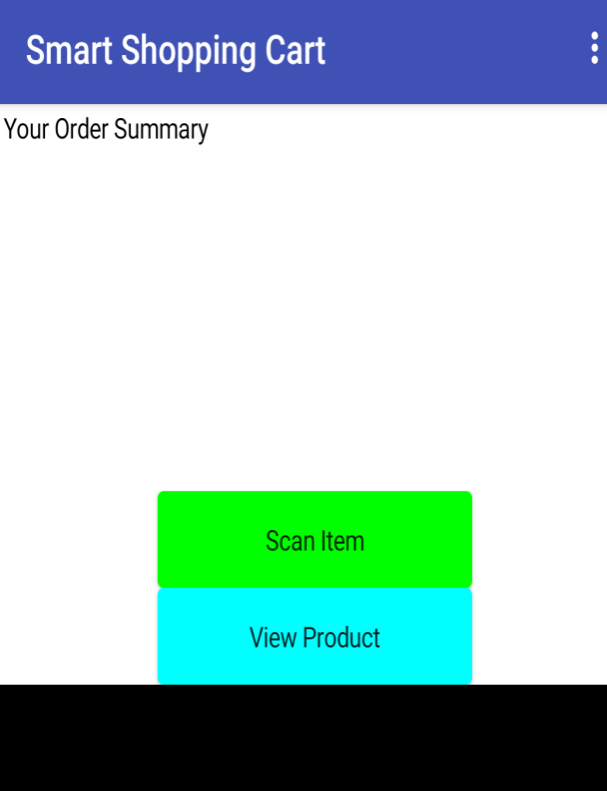 Smart Shopping Cart
Your Order Summary
Scan Item
View Product